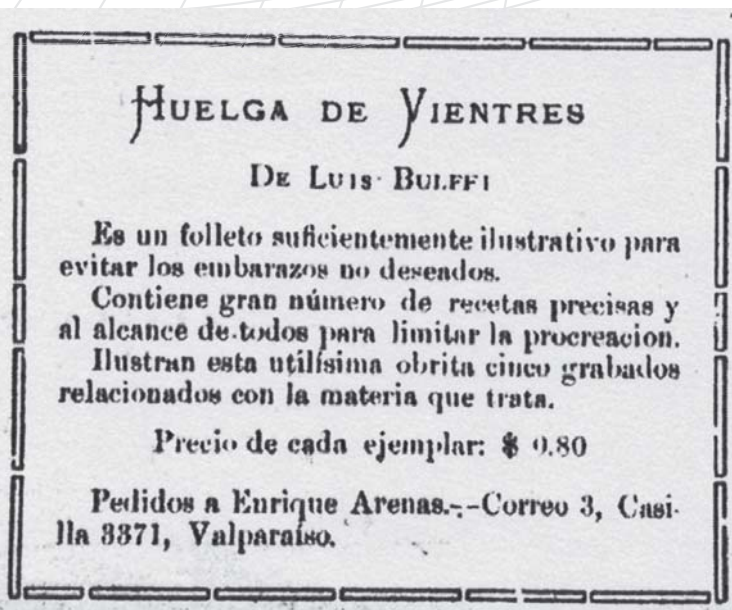 HUELGA DE VIENTRES
DE LUIS BULFFI
Es un folleto suficientemente ilustrativo para
evitar los embarazos no deseados.
Contiene gran número de recetas precisas y
al alcance de todos para limitar la procreacion.
Ilustran esta utilísima obrita cinco grabados
relacionados con la materia que trata.
Precio de cada ejemplar: $ 0.80
Pedidos a Enrique Arenas.--Correo 3, Casi-
lla 3371, Valparaíso.